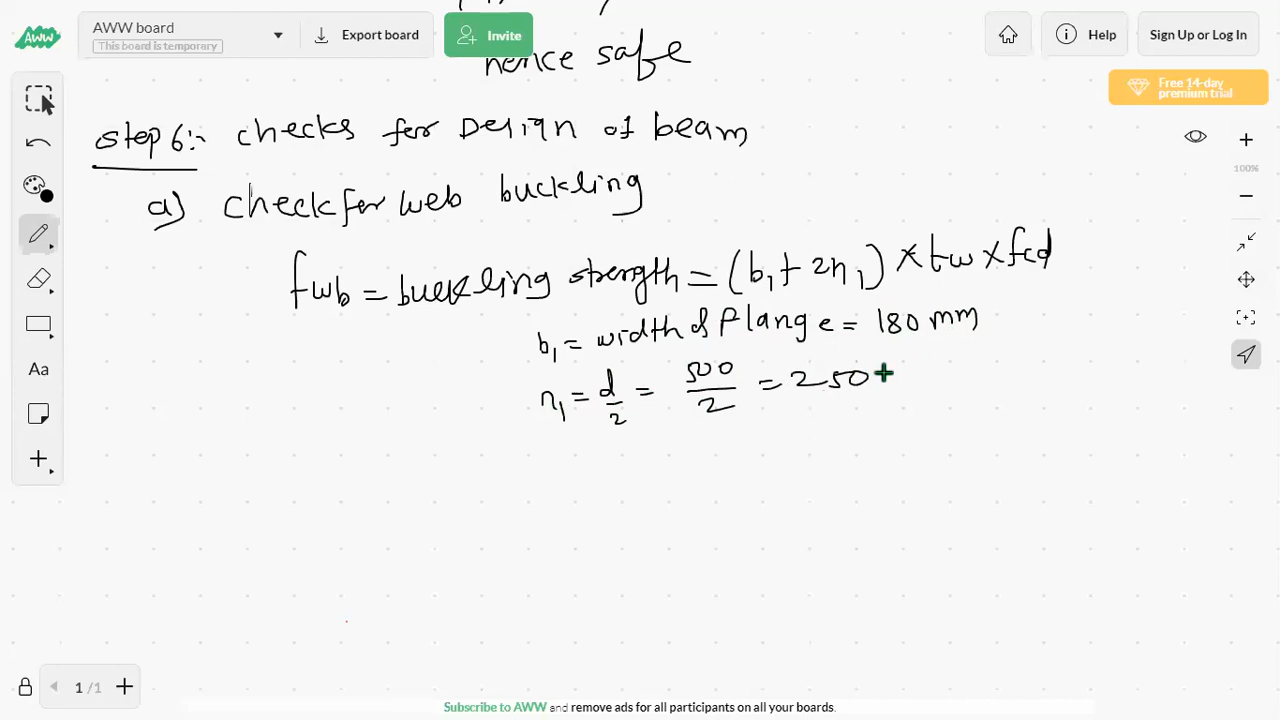 AWW
AWW board
This board is temporary
Export board
Invite
Help
Sign Up or Log In
Free 14-day
premium trial
hence safe
Step 6:- checks for Design of beam
a) check for web buckling
fwb = buckling strength = (b1 + 2n1) × tw × fcd
b1 = width of flange = 180 mm
n1 = d/2 = 500/2 = 250
100%
Aa
1 / 1
Subscribe to AWW and remove ads for all participants on all your boards.